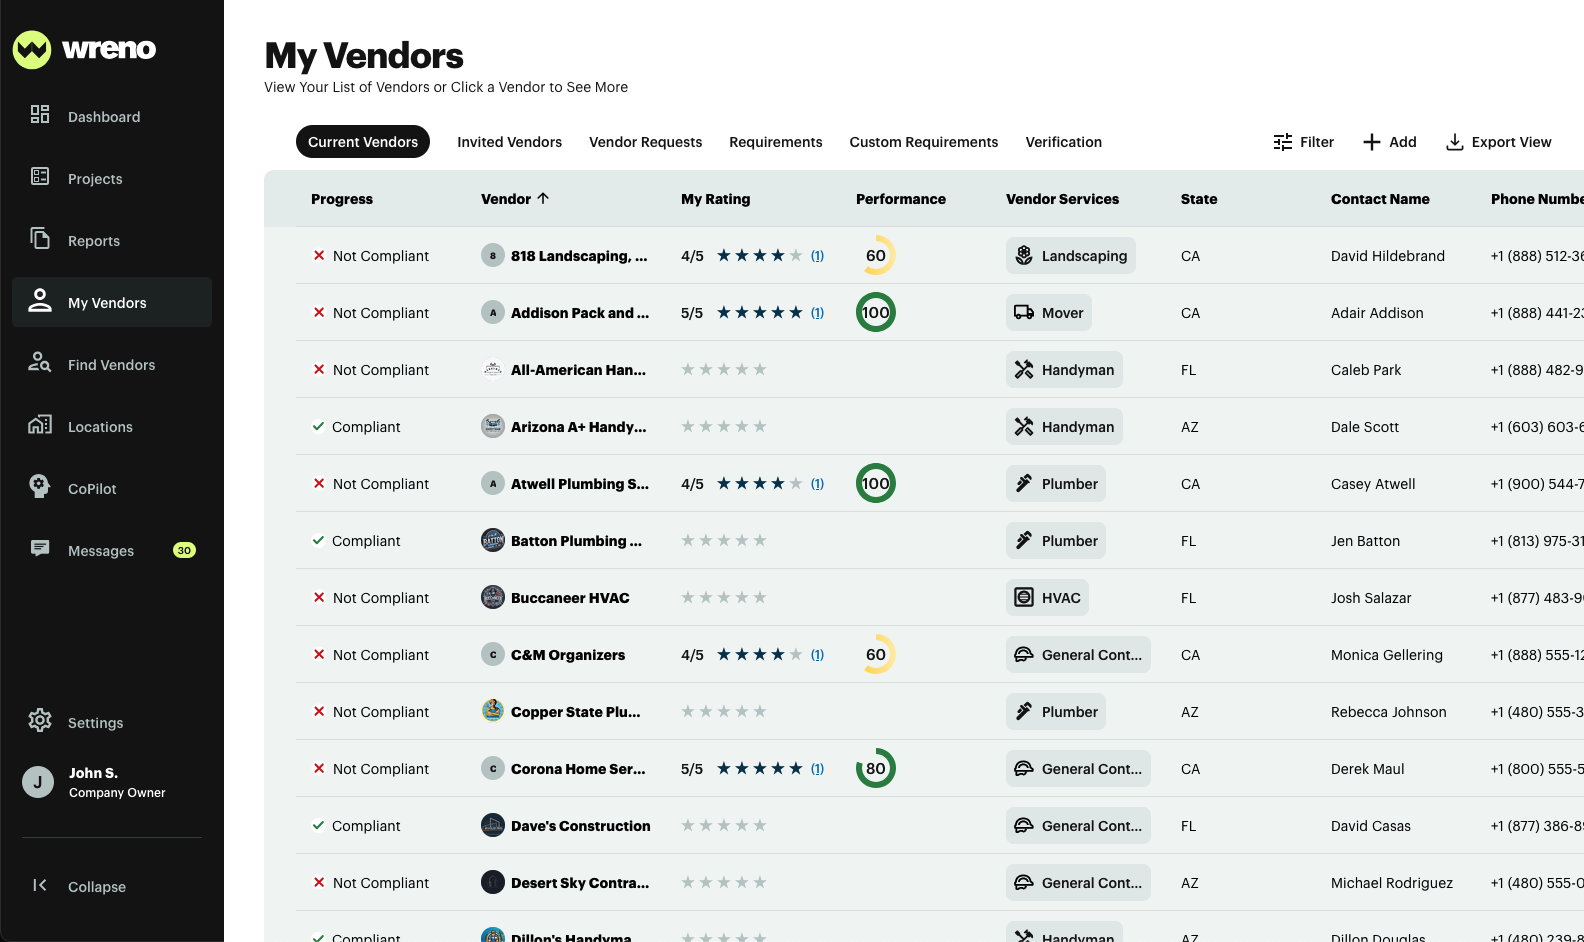 wreno
Dashboard
Projects
Reports
My Vendors
Find Vendors
Locations
CoPilot
Messages 30
Settings
J John S.
Company Owner
Collapse
My Vendors
View Your List of Vendors or Click a Vendor to See More
Current Vendors Invited Vendors Vendor Requests Requirements Custom Requirements Verification Filter Add Export View
Progress Vendor My Rating Performance Vendor Services State Contact Name Phone Numbe
Not Compliant 8 818 Landscaping, ... 4/5 (1) 60 Landscaping CA David Hildebrand +1 (888) 512-36
Not Compliant A Addison Pack and ... 5/5 (1) 100 Mover CA Adair Addison +1 (888) 441-23
Not Compliant All-American Han... Handyman FL Caleb Park +1 (888) 482-9
Compliant Arizona A+ Handy... Handyman AZ Dale Scott +1 (603) 603-6
Not Compliant A Atwell Plumbing S... 4/5 (1) 100 Plumber CA Casey Atwell +1 (900) 544-7
Compliant Batton Plumbing ... Plumber FL Jen Batton +1 (813) 975-31
Not Compliant Buccaneer HVAC HVAC FL Josh Salazar +1 (877) 483-90
Not Compliant C C&M Organizers 4/5 (1) 60 General Cont... CA Monica Gellering +1 (888) 555-12
Not Compliant Copper State Plu... Plumber AZ Rebecca Johnson +1 (480) 555-3
Not Compliant C Corona Home Ser... 5/5 (1) 80 General Cont... CA Derek Maul +1 (800) 555-5
Compliant Dave's Construction General Cont... FL David Casas +1 (877) 386-89
Not Compliant Desert Sky Contra... General Cont... AZ Michael Rodriguez +1 (480) 555-0
Compliant Dillon's Handyma... Handyman AZ Dillon Douglas +1 (480) 239-8